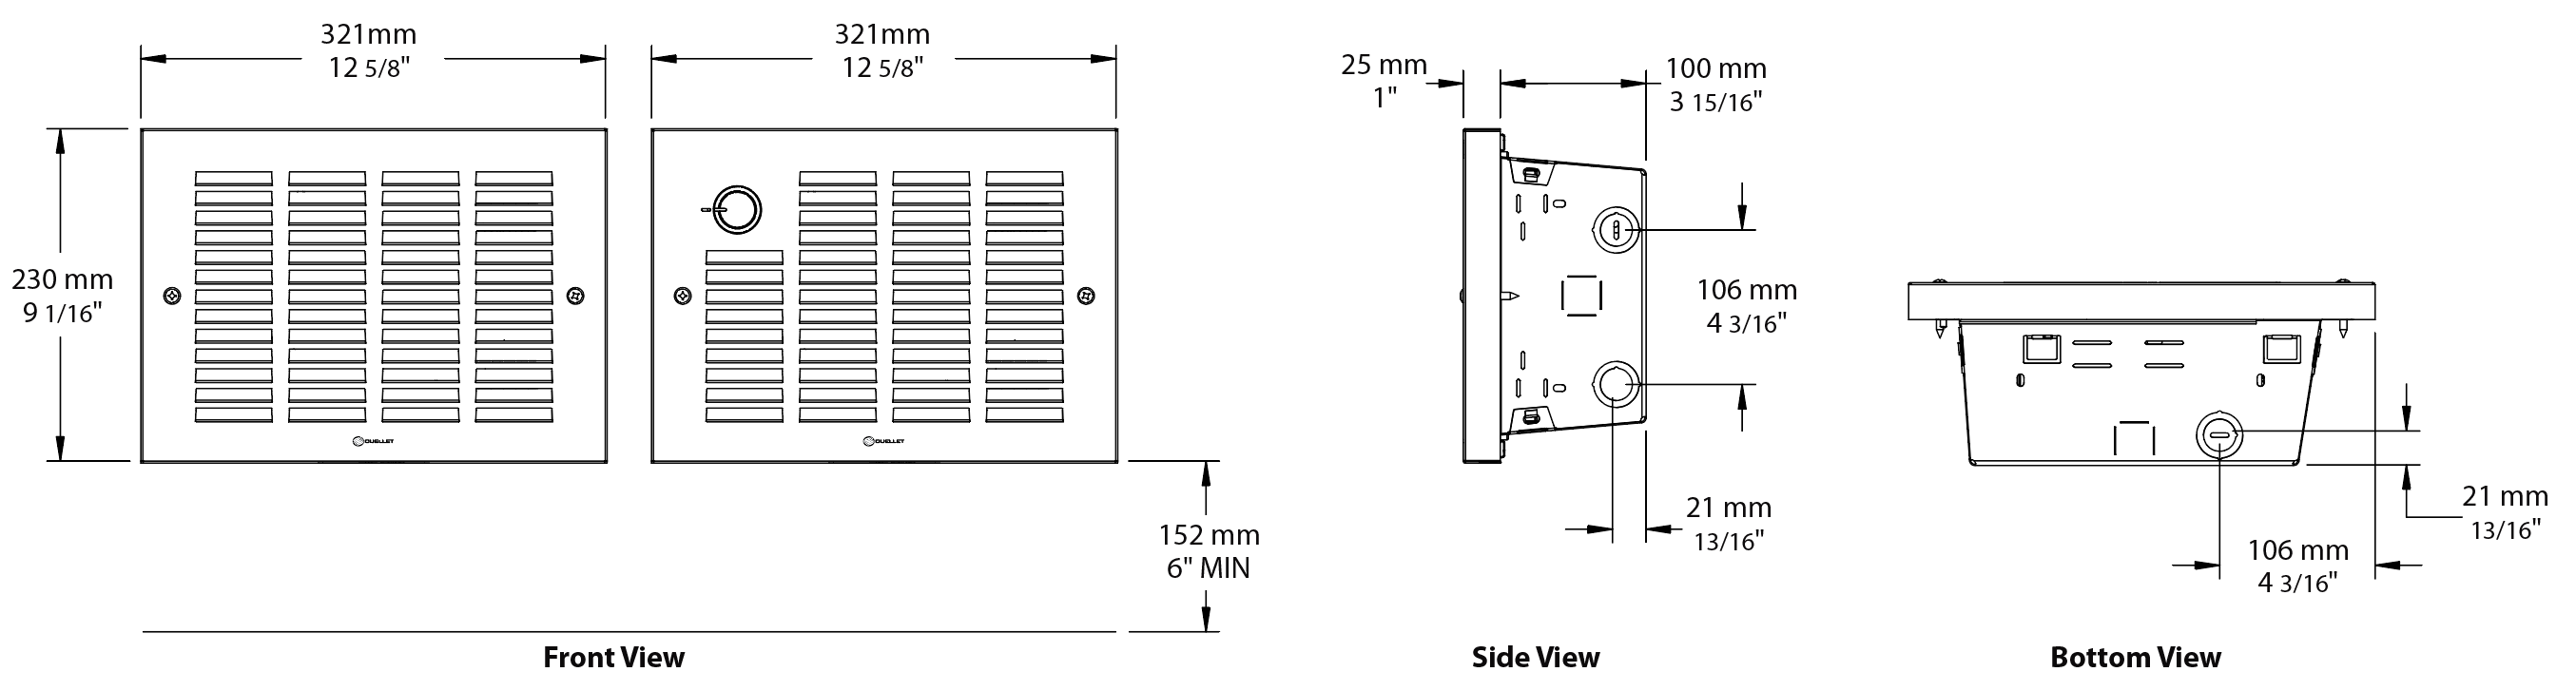 321mm
12 5/8"
321mm
12 5/8"
230 mm
9 1/16"
OUELLET
OUELLET
152 mm
6" MIN
Front View
25 mm
1"
100 mm
3 15/16"
106 mm
4 3/16"
21 mm
13/16"
Side View
21 mm
13/16"
106 mm
4 3/16"
Bottom View